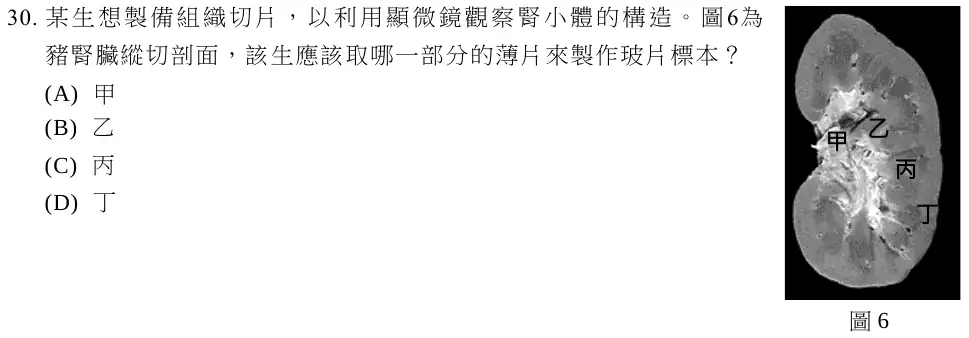 30. 某生想製備組織切片，以利用顯微鏡觀察腎小體的構造。圖6為
豬腎臟縱切剖面，該生應該取哪一部分的薄片來製作玻片標本？
(A) 甲
(B) 乙
(C) 丙
(D) 丁
甲
乙
丙
丁
圖 6